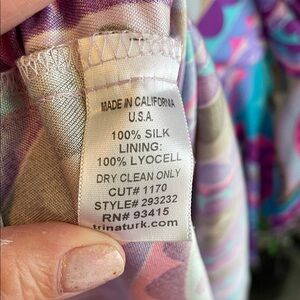 MADE IN CALIFORNIA
U.S.A.
100% SILK
LINING:
100% LYOCELL
DRY CLEAN ONLY
CUT# 1170
STYLE# 293232
RN# 93415
trinaturk.com